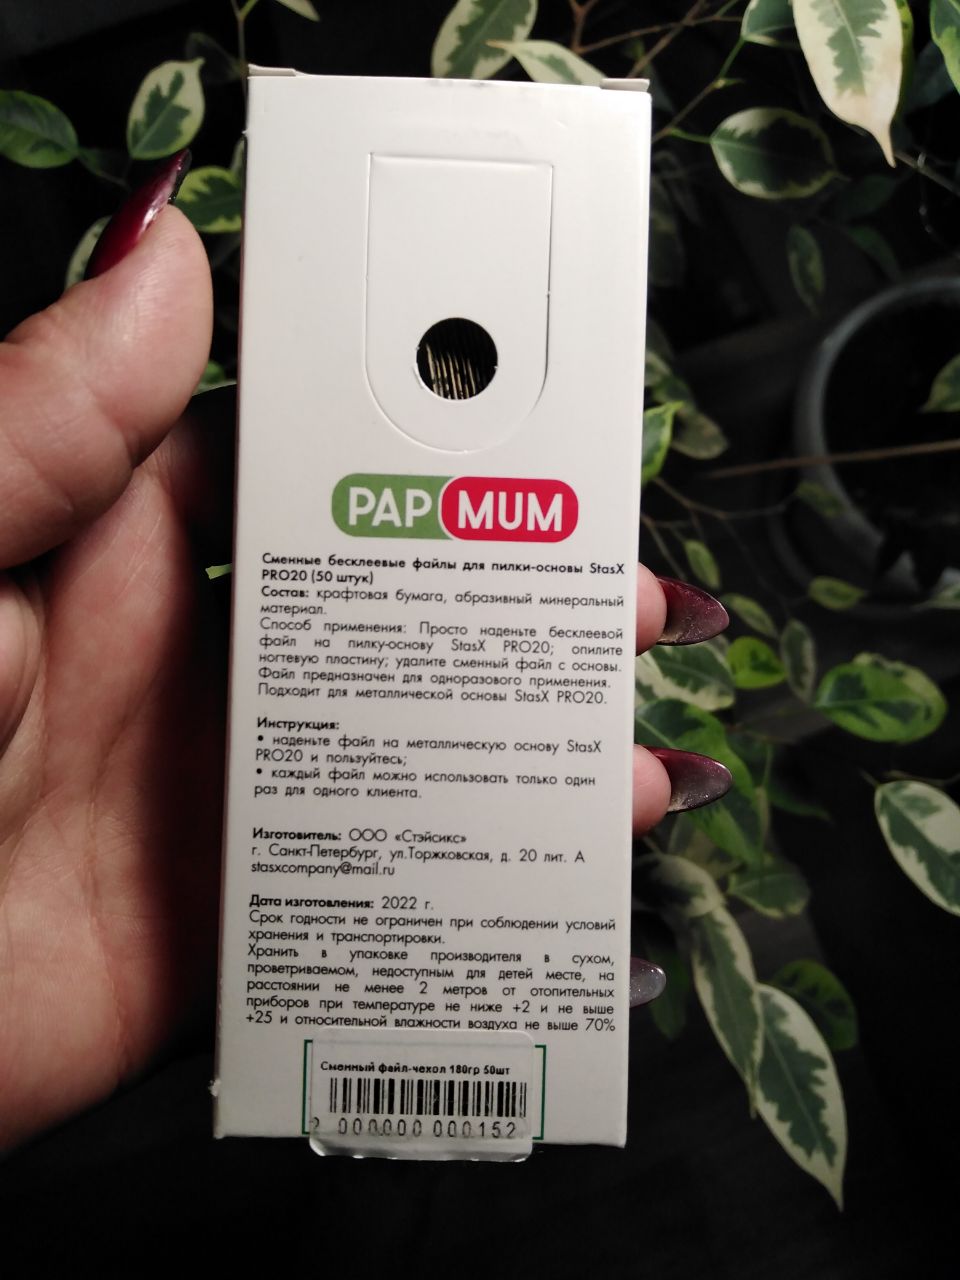 PAP MUM
Сменные бесклеевые файлы для пилки-основы StasX
PRO20 (50 штук)
Состав: крафтовая бумага, абразивный минеральный
материал.
Способ применения: Просто наденьте бесклеевой
файл на пилку-основу StasX PRO20; опилите
ногтевую пластину; удалите сменный файл с основы.
Файл предназначен для одноразового применения.
Подходит для металлической основы StasX PRO20.
Инструкция:
• наденьте файл на металлическую основу StasX
PRO20 и пользуйтесь;
• каждый файл можно использовать только один
раз для одного клиента.
Изготовитель: ООО «Стэйсикс»
г. Санкт-Петербург, ул.Торжковская, д. 20 лит. А
stasxcompany@mail.ru
Дата изготовления: 2022 г.
Срок годности не ограничен при соблюдении условий
хранения и транспортировки.
Хранить в упаковке производителя в сухом,
проветриваемом, недоступным для детей месте, на
расстоянии не менее 2 метров от отопительных
приборов при температуре не ниже +2 и не выше
+25 и относительной влажности воздуха не выше 70%
Сменный файл-чехол 180гр 50шт
2 000000 000152